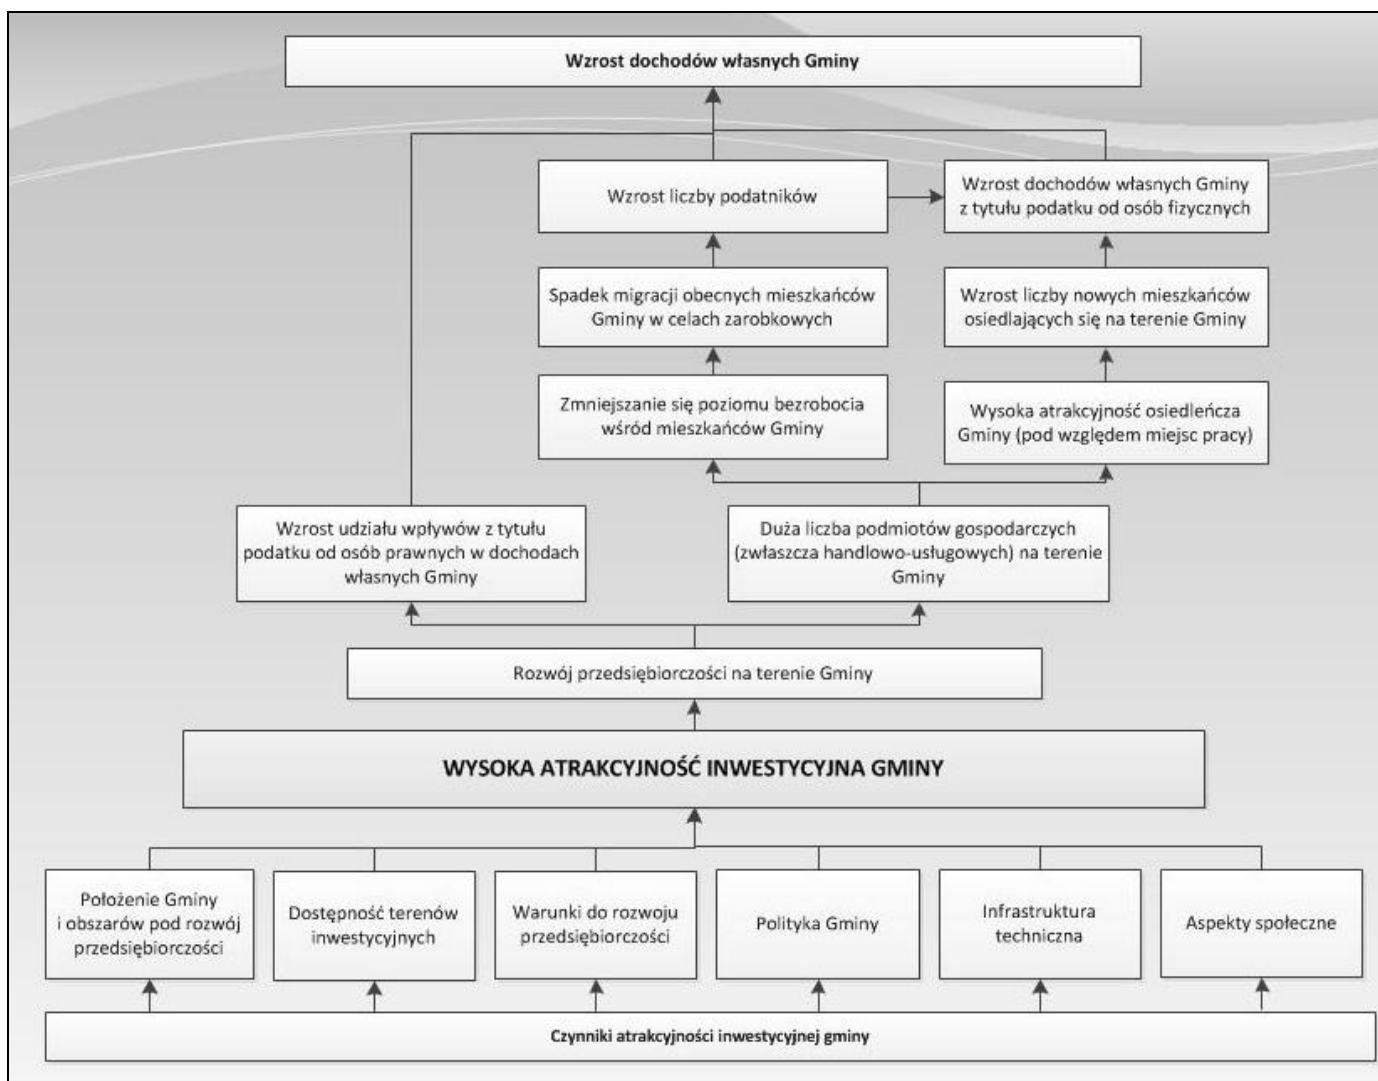 Wzrost dochodów własnych Gminy
Wzrost liczby podatników
Wzrost dochodów własnych Gminy
z tytułu podatku od osób fizycznych
Spadek migracji obecnych mieszkańców
Gminy w celach zarobkowych
Wzrost liczby nowych mieszkańców
osiedlających się na terenie Gminy
Zmniejszanie się poziomu bezrobocia
wśród mieszkańców Gminy
Wysoka atrakcyjność osiedleńcza
Gminy (pod względem miejsc pracy)
Wzrost udziału wpływów z tytułu
podatku od osób prawnych w dochodach
własnych Gminy
Duża liczba podmiotów gospodarczych
(zwłaszcza handlowo-usługowych) na terenie
Gminy
Rozwój przedsiębiorczości na terenie Gminy
WYSOKA ATRAKCYJNOŚĆ INWESTYCYJNA GMINY
Położenie Gminy
i obszarów pod rozwój
przedsiębiorczości
Dostępność terenów
inwestycyjnych
Warunki do rozwoju
przedsiębiorczości
Polityka Gminy
Infrastruktura
techniczna
Aspekty społeczne
Czynniki atrakcyjności inwestycyjnej gminy